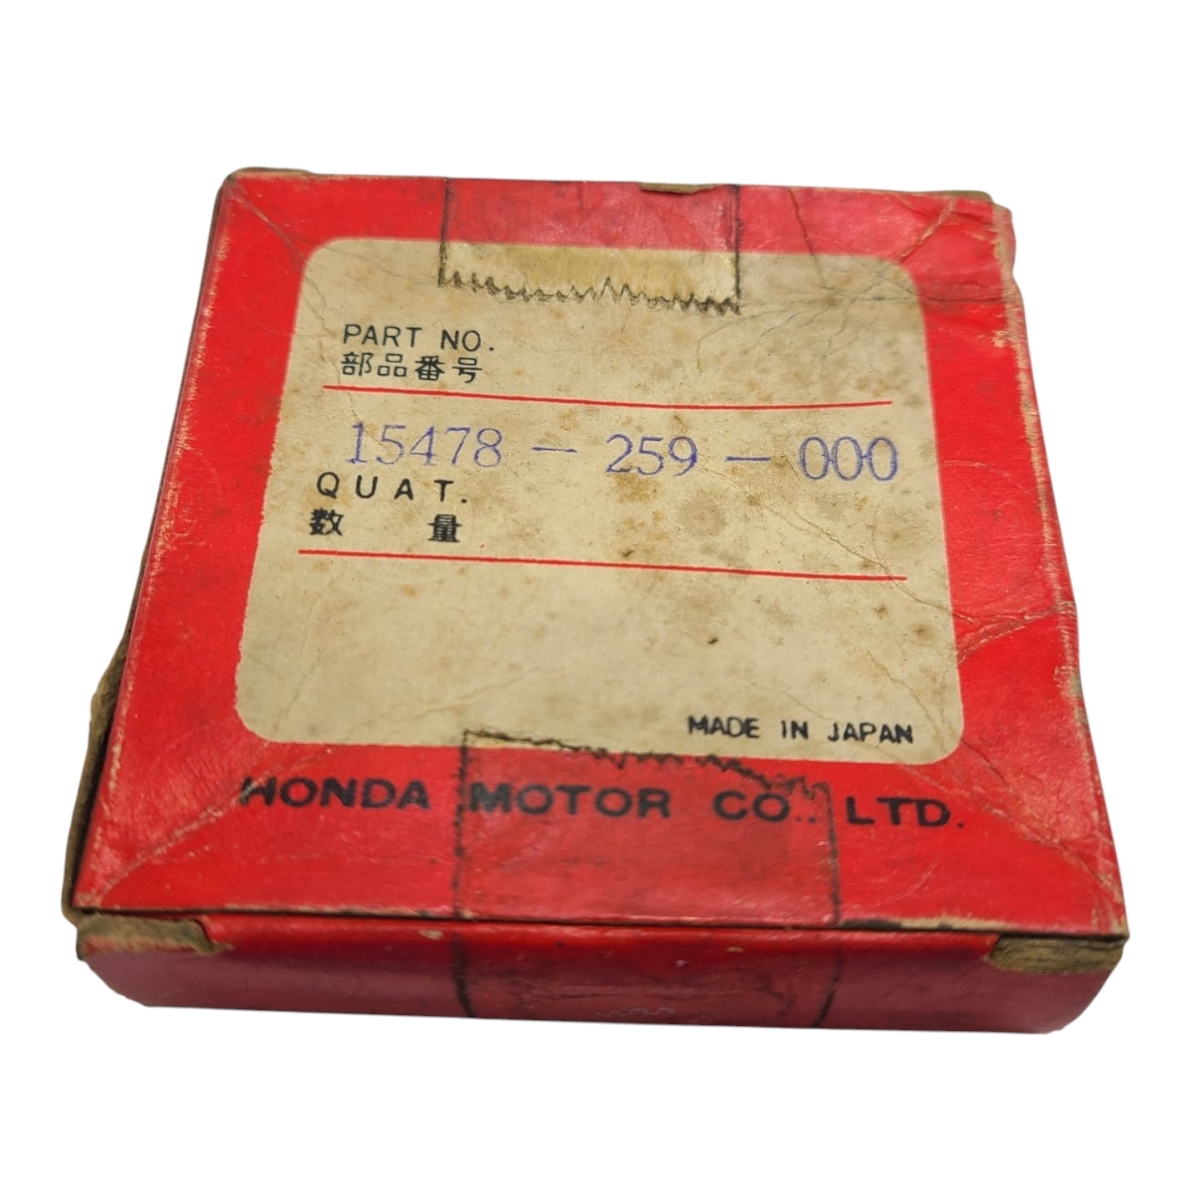 PART NO.
部品番号
15478 - 259 - 000
QUAT.
数 量
MADE IN JAPAN
HONDA MOTOR CO., LTD.